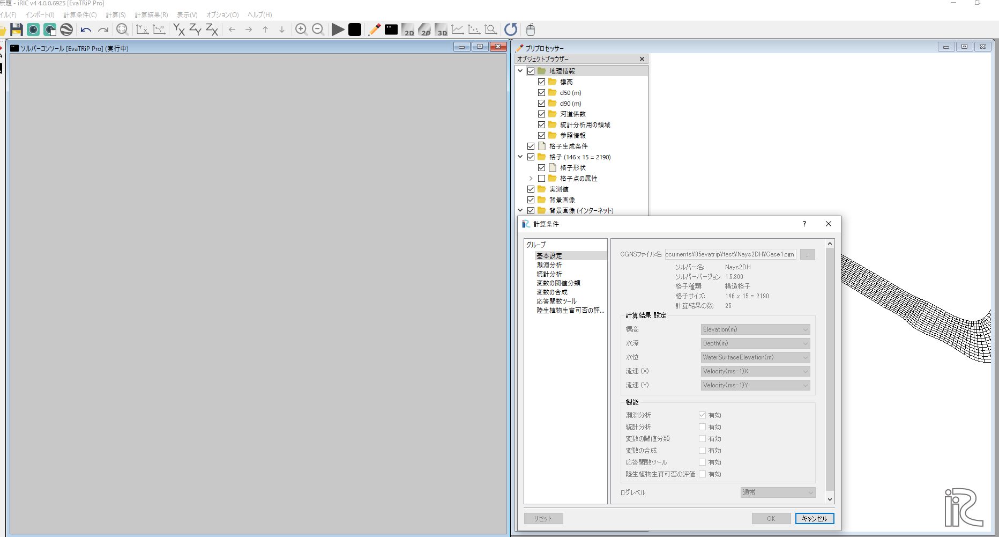 無題 - iRIC v4 4.0.0.6925 [EvaTRiP Pro]
イル(F) インポート(I) 計算条件(C) 計算(S) 計算結果(R) 表示(V) オプション(O) ヘルプ(H)
ソルバーコンソール [EvaTRiP Pro] (実行中)
プリプロセッサー
オブジェクトブラウザー
地理情報
標高
d50 (m)
d90 (m)
河道係数
統計分析用の領域
参照情報
格子生成条件
格子 (146 x 15 = 2190)
格子形状
格子点の属性
実測値
背景画像
背景画像 (インターネット)
計算条件
グループ
基本設定
瀬淵分析
統計分析
変数の閾値分類
変数の合成
応答関数ツール
陸生植物生育可否の評...
CGNSファイル名 ocuments¥05evatrip¥test¥Nays2DH¥Case1.cgn ...
ソルバー名: Nays2DH
ソルバーバージョン: 1.5.300
格子種類: 構造格子
格子サイズ: 146 x 15 = 2190
計算結果の数: 25
計算結果 設定
標高 Elevation(m)
水深 Depth(m)
水位 WaterSurfaceElevation(m)
流速 (X) Velocity(ms-1)X
流速 (Y) Velocity(ms-1)Y
機能
瀬淵分析 有効
統計分析 有効
変数の閾値分類 有効
変数の合成 有効
応答関数ツール 有効
陸生植物生育可否の評価 有効
ログレベル 通常
リセット OK キャンセル